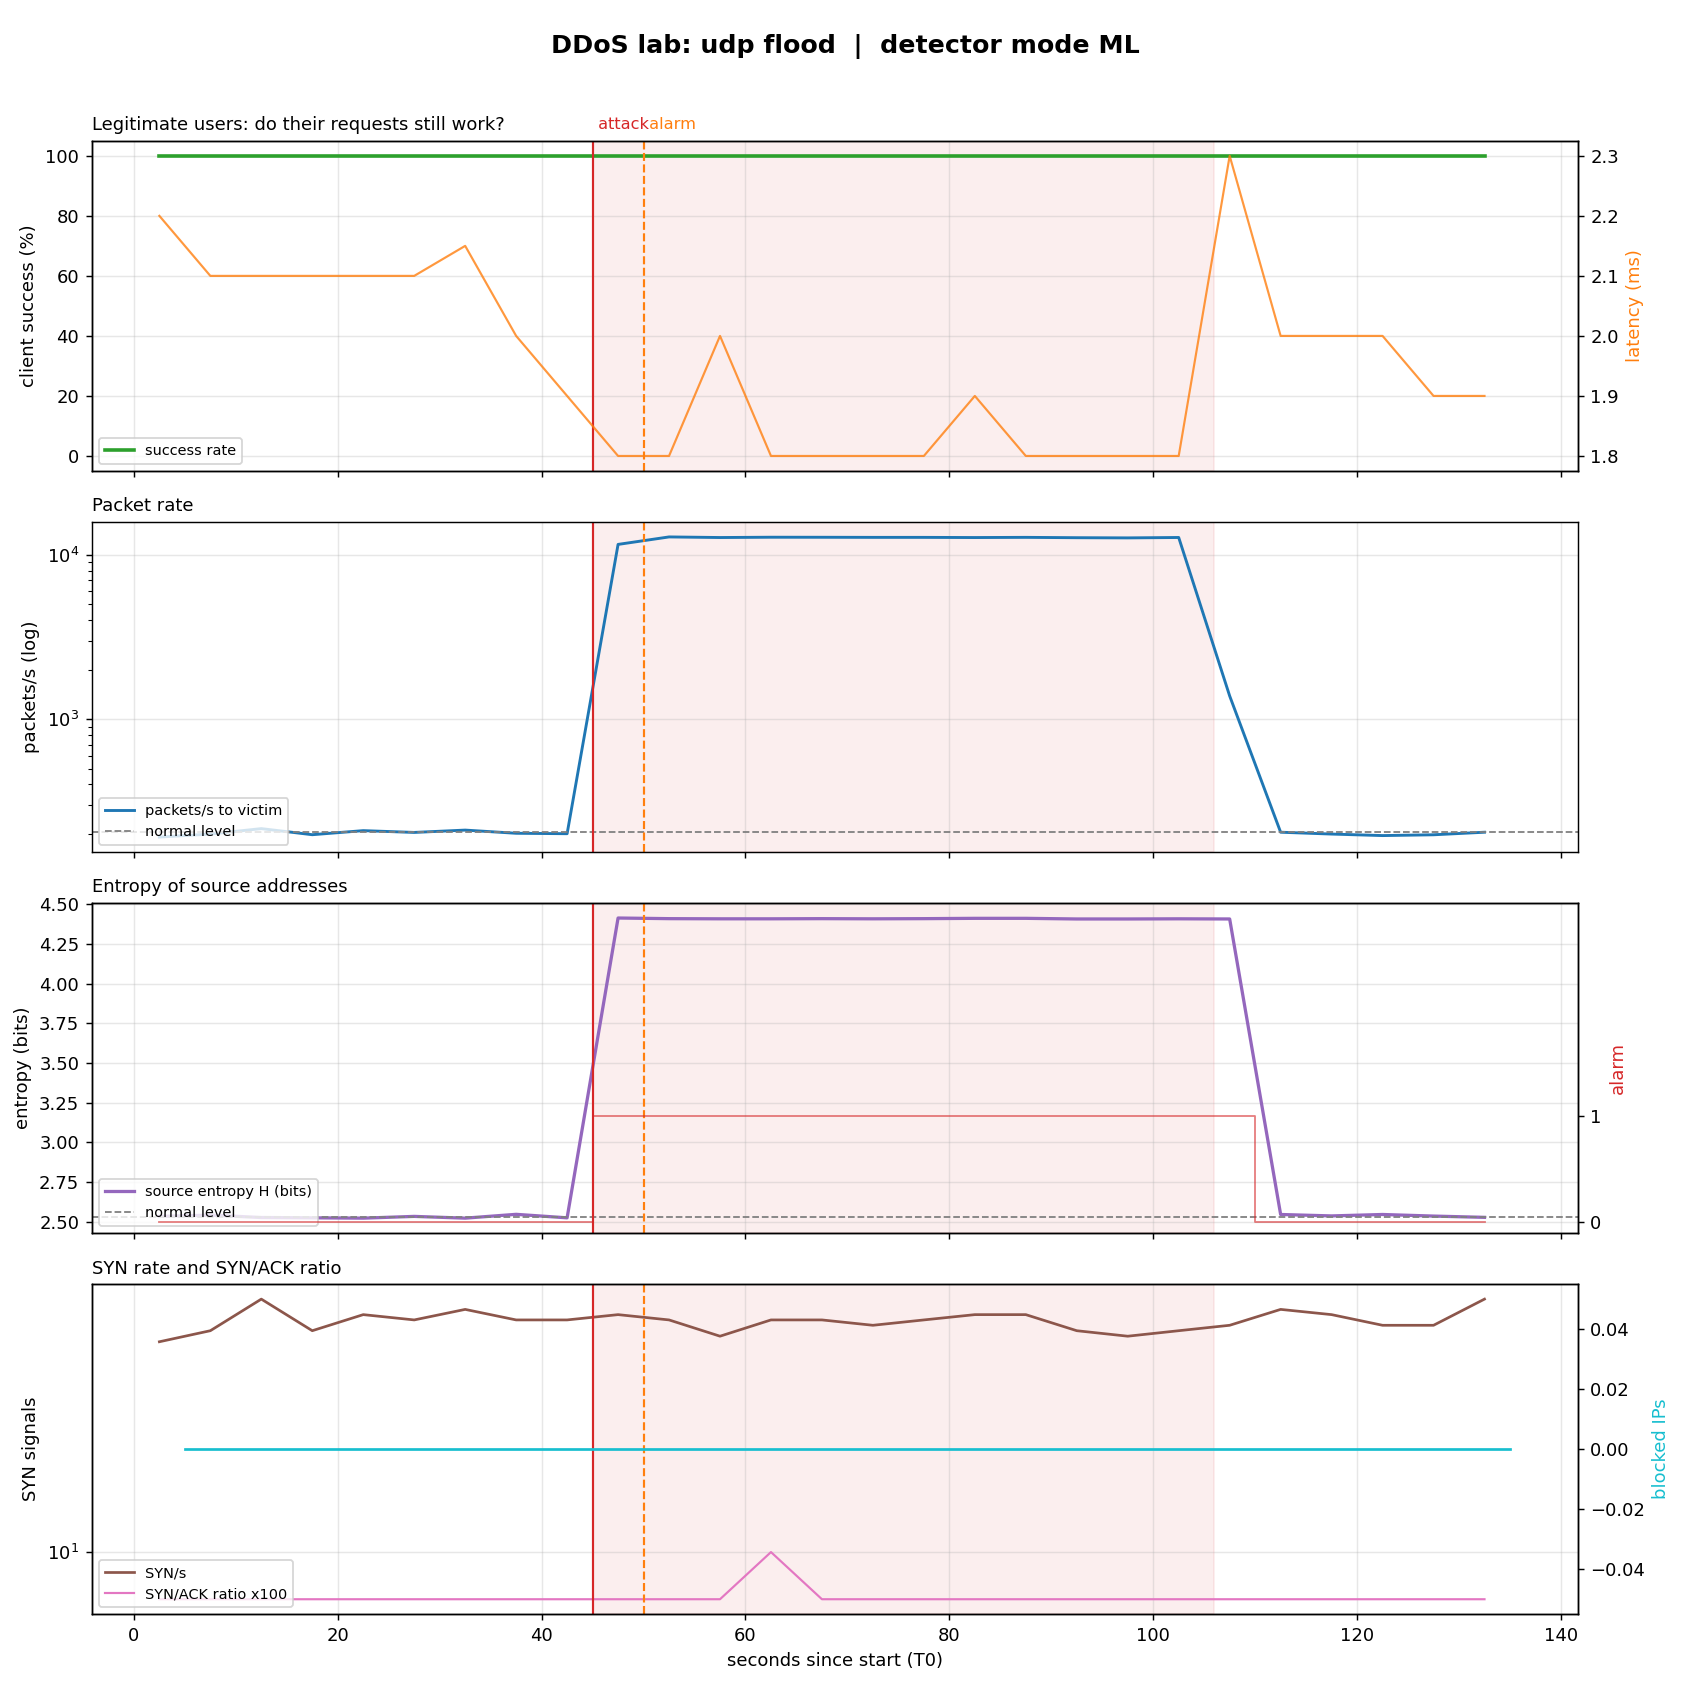 DDoS lab: udp flood | detector mode ML
Legitimate users: do their requests still work?
attack
alarm
client success (%)
100
80
60
40
20
0
2.3
2.2
2.1
2.0
1.9
1.8
latency (ms)
success rate
Packet rate
packets/s (log)
10⁴
10³
packets/s to victim
normal level
Entropy of source addresses
entropy (bits)
4.50
4.25
4.00
3.75
3.50
3.25
3.00
2.75
2.50
alarm
1
0
source entropy H (bits)
normal level
SYN rate and SYN/ACK ratio
SYN signals
10¹
0.04
0.02
0.00
−0.02
−0.04
blocked IPs
SYN/s
SYN/ACK ratio x100
0 20 40 60 80 100 120 140
seconds since start (T0)